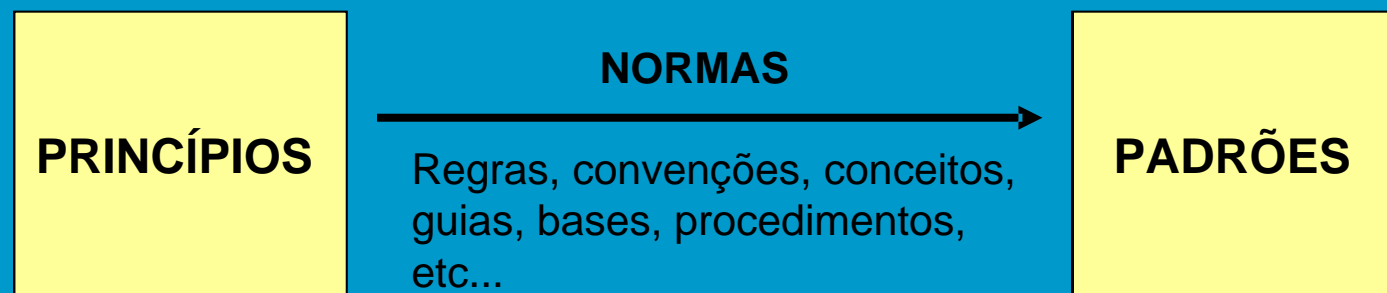 PRINCÍPIOS
NORMAS
Regras, convenções, conceitos,
guias, bases, procedimentos,
etc...
PADRÕES